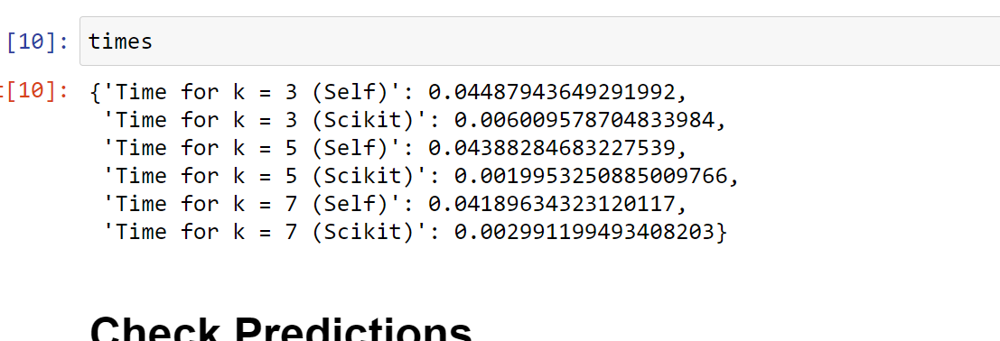 [10]: times
t[10]: {'Time for k = 3 (Self)': 0.04487943649291992,
'Time for k = 3 (Scikit)': 0.006009578704833984,
'Time for k = 5 (Self)': 0.04388284683227539,
'Time for k = 5 (Scikit)': 0.0019953250885009766,
'Time for k = 7 (Self)': 0.04189634323120117,
'Time for k = 7 (Scikit)': 0.002991199493408203}
Check Predictions